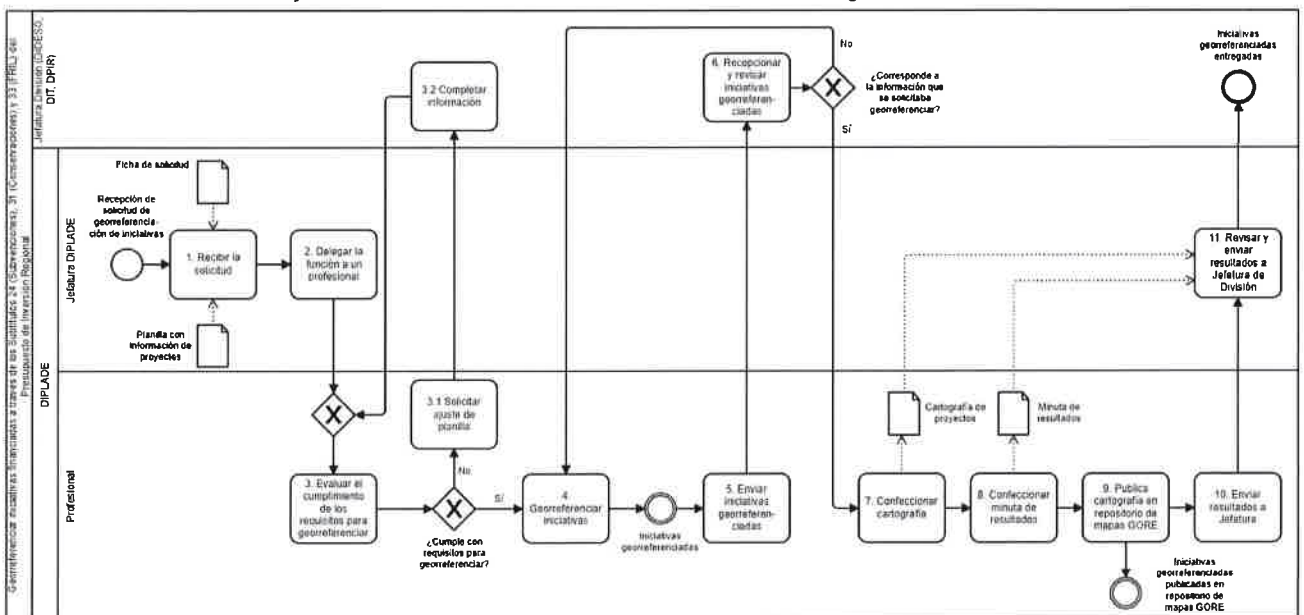 Georreferenciar iniciativas financiadas a través de los Subtítulos 24 (Subvenciones), 31 (Conservaciones) y 33 (FRIL) del
Presupuesto de Inversión Regional
Jefatura División (DIDESO,
DIT, DPIR)
DIPLADE
Jefatura DIPLADE
Profesional
Ficha de solicitud
Recepción de
solicitud de
georreferencia-
ción de iniciativas
1. Recibir la
solicitud
Planilla con
información de
proyectos
2. Delegar la
función a un
profesional
3. Evaluar el
cumplimiento
de los
requisitos para
georreferenciar
¿Cumple con
requisitos para
georreferenciar?
No
Sí
3.1 Solicitar
ajuste de
planilla
3.2 Completar
información
4.
Georreferenciar
iniciativas
Iniciativas
georreferenciadas
5. Enviar
iniciativas
georreferen-
ciadas
6. Recepcionar
y revisar
iniciativas
georreferen-
ciadas
No
¿Corresponde a
la información que
se solicitaba
georreferenciar?
Sí
7. Confeccionar
cartografía
Cartografía de
proyectos
8. Confeccionar
minuta de
resultados
Minuta de
resultados
9. Publica
cartografía en
repositorio de
mapas GORE
Iniciativas
georreferenciadas
publicadas en
repositorio de
mapas GORE
10. Enviar
resultados a
Jefatura
11. Revisar y
enviar
resultados a
Jefatura de
División
Iniciativas
georreferenciadas
entregadas